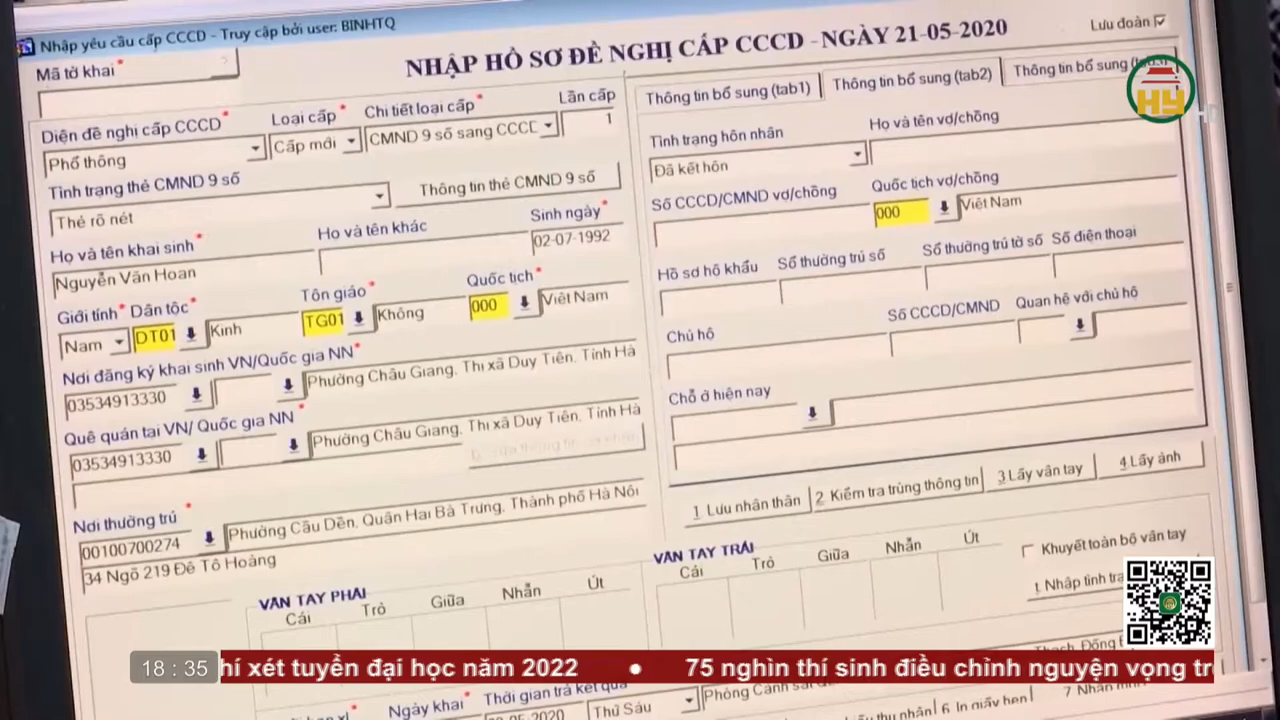 Nhập yêu cầu cấp CCCD - Truy cập bởi user: BINHTQ
NHẬP HỒ SƠ ĐỀ NGHỊ CẤP CCCD - NGÀY 21-05-2020
Lưu đoàn
Mã tờ khai*
Diện đề nghị cấp CCCD*
Loại cấp*
Chi tiết loại cấp*
Lần cấp
Phổ thông
Cấp mới
CMND 9 số sang CCCD
1
Tình trạng thẻ CMND 9 số
Thẻ rõ nét
Thông tin thẻ CMND 9 số
Họ và tên khai sinh*
Họ và tên khác
Sinh ngày*
Nguyễn Văn Hoan
02-07-1992
Giới tính*
Dân tộc*
Tôn giáo*
Quốc tịch*
Nam
DT01
Kinh
TG01
Không
000
Việt Nam
Nơi đăng ký khai sinh VN/Quốc gia NN*
03534913330
Phường Châu Giang, Thị xã Duy Tiên, Tỉnh Hà
Quê quán tại VN/ Quốc gia NN*
03534913330
Phường Châu Giang, Thị xã Duy Tiên, Tỉnh Hà
Nơi thường trú*
00100700274
Phường Cầu Dền, Quận Hai Bà Trưng, Thành phố Hà Nội
34 Ngõ 219 Đê Tô Hoàng
Thông tin bổ sung (tab1)
Thông tin bổ sung (tab2)
Thông tin bổ sung
HY
Tình trạng hôn nhân
Họ và tên vợ/chồng
Đã kết hôn
Số CCCD/CMND vợ/chồng
Quốc tịch vợ/chồng
000
Việt Nam
Hồ sơ hộ khẩu
Sổ thường trú số
Sổ thường trú tờ số
Số điện thoại
Chủ hộ
Số CCCD/CMND
Quan hệ với chủ hộ
Chỗ ở hiện nay
1 Lưu nhân thân
2 Kiểm tra trùng thông tin
3 Lấy vân tay
4 Lấy ảnh
VÂN TAY PHẢI
Cái
Trỏ
Giữa
Nhẫn
Út
VÂN TAY TRÁI
Cái
Trỏ
Giữa
Nhẫn
Út
Khuyết toàn bộ vân tay
Nhập tình
18 : 35
hí xét tuyển đại học năm 2022 • 75 nghìn thí sinh điều chỉnh nguyện vọng tr
Ngày khai
Thời gian trả kết quả
Thứ Sáu
6 In giấy hẹn